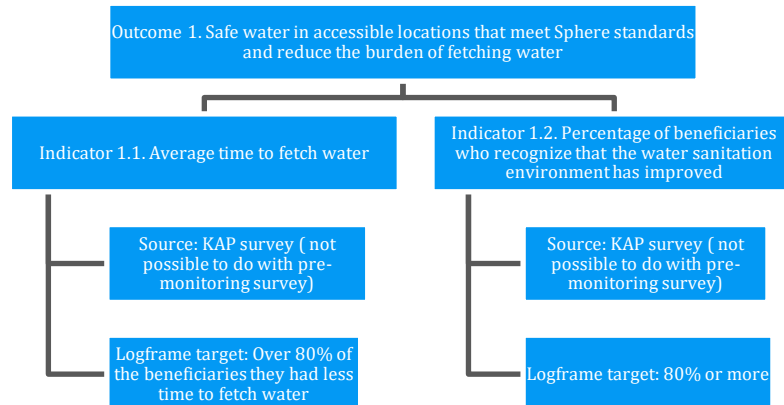 Outcome 1. Safe water in accessible locations that meet Sphere standards
and reduce the burden of fetching water
Indicator 1.1. Average time to fetch water
Indicator 1.2. Percentage of beneficiaries
who recognize that the water sanitation
environment has improved
Source: KAP survey ( not
possible to do with pre-
monitoring survey)
Source: KAP survey ( not
possible to do with pre-
monitoring survey)
Logframe target: Over 80% of
the beneficiaries they had less
time to fetch water
Logframe target: 80% or more